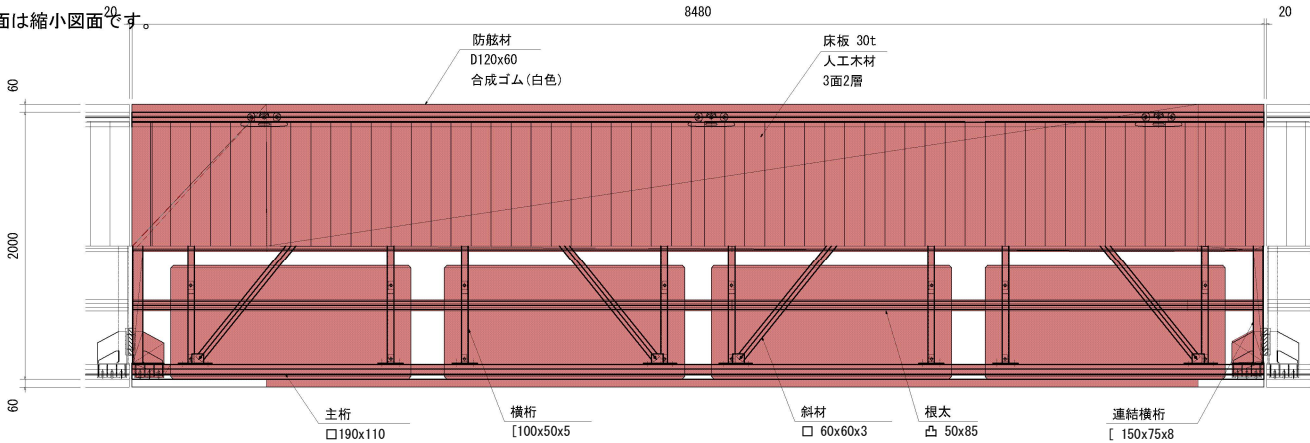 面は縮小図面です。
20
8480
20
防舷材
D120x60
合成ゴム(白色)
床板 30t
人工木材
3面2層
60
2000
60
主桁
□190x110
横桁
[100x50x5
斜材
□ 60x60x3
根太
凸 50x85
連結横桁
[ 150x75x8